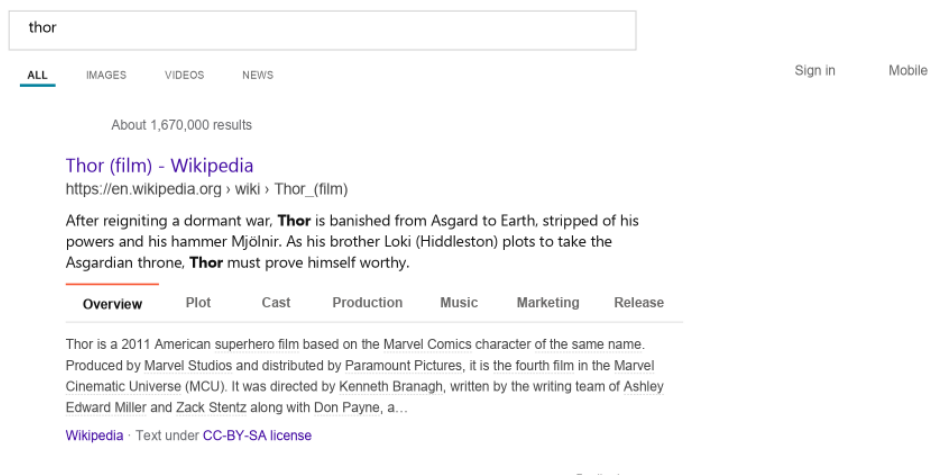 thor
ALL IMAGES VIDEOS NEWS Sign in Mobile
About 1,670,000 results
Thor (film) - Wikipedia
https://en.wikipedia.org › wiki › Thor_(film)
After reigniting a dormant war, Thor is banished from Asgard to Earth, stripped of his
powers and his hammer Mjölnir. As his brother Loki (Hiddleston) plots to take the
Asgardian throne, Thor must prove himself worthy.
Overview Plot Cast Production Music Marketing Release
Thor is a 2011 American superhero film based on the Marvel Comics character of the same name.
Produced by Marvel Studios and distributed by Paramount Pictures, it is the fourth film in the Marvel
Cinematic Universe (MCU). It was directed by Kenneth Branagh, written by the writing team of Ashley
Edward Miller and Zack Stentz along with Don Payne, a…
Wikipedia · Text under CC-BY-SA license